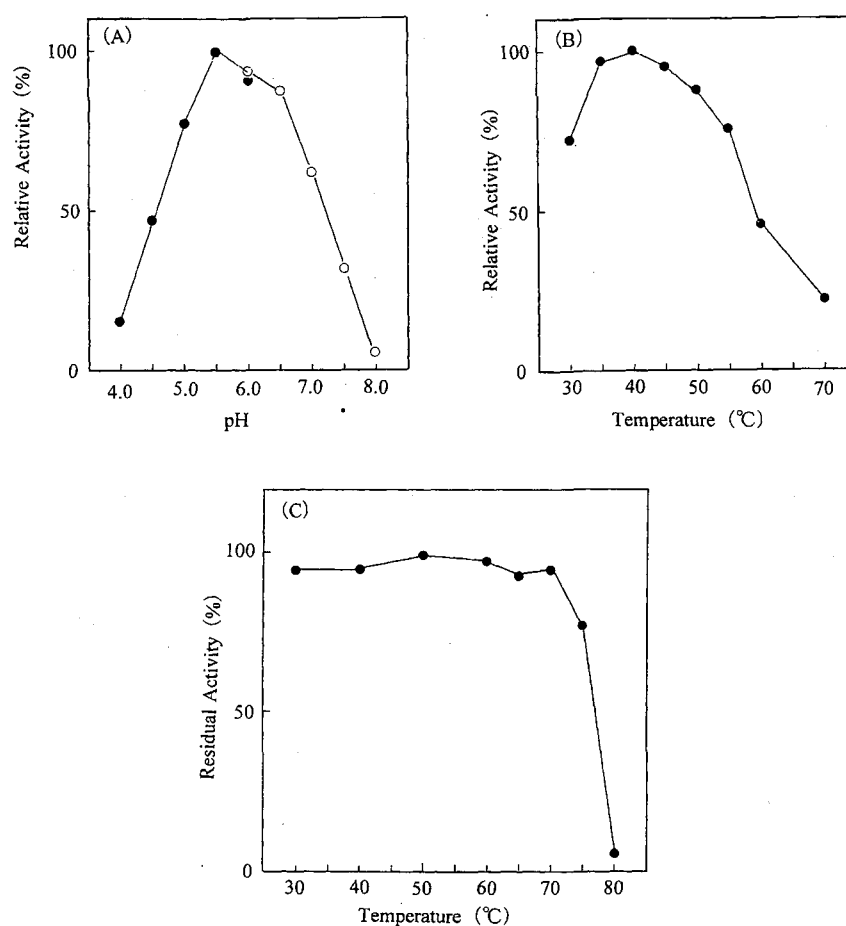 (A)
100
50
0
Relative Activity (%)
4.0 5.0 6.0 7.0 8.0
pH
(B)
100
50
0
Relative Activity (%)
30 40 50 60 70
Temperature (℃)
(C)
100
50
0
Residual Activity (%)
30 40 50 60 70 80
Temperature (℃)